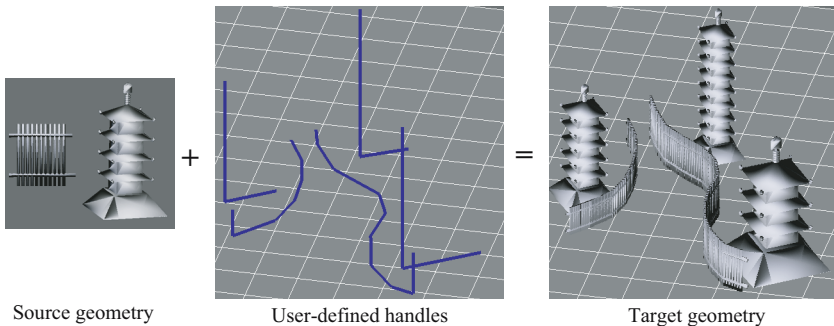 +
=
Source geometry
User-defined handles
Target geometry